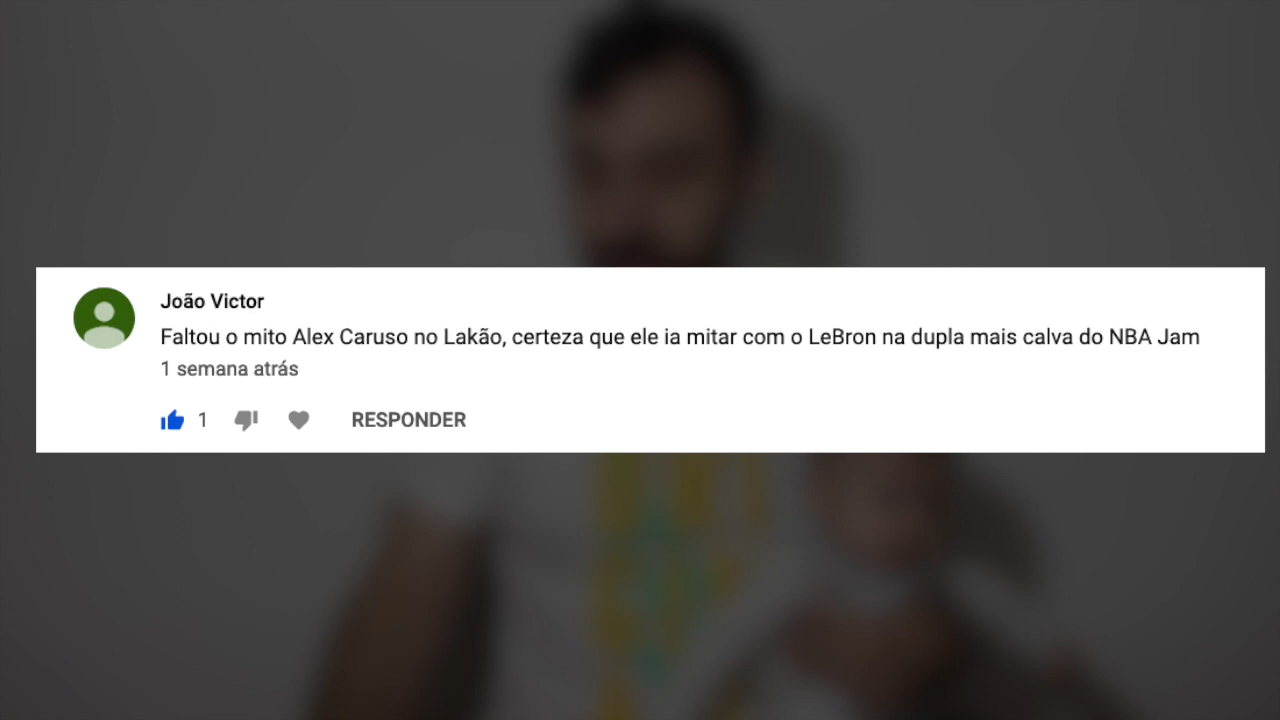 João Victor
Faltou o mito Alex Caruso no Lakão, certeza que ele ia mitar com o LeBron na dupla mais calva do NBA Jam
1 semana atrás
1 RESPONDER